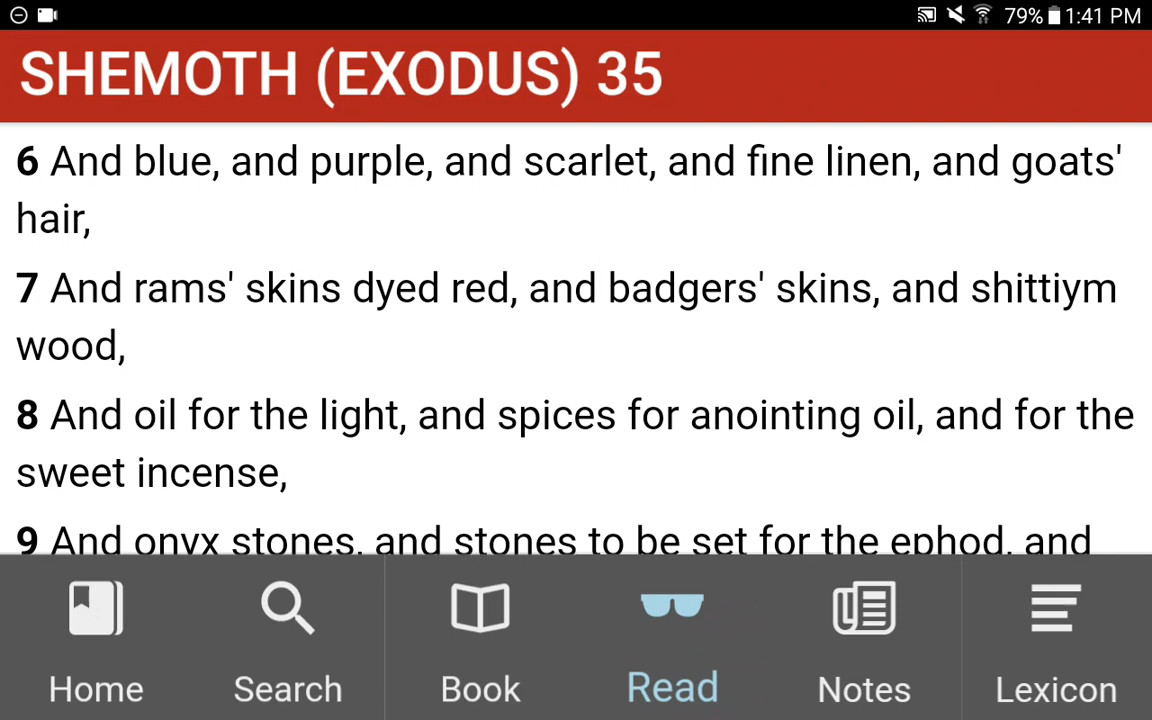 79% 1:41 PM
SHEMOTH (EXODUS) 35
6 And blue, and purple, and scarlet, and fine linen, and goats'
hair,
7 And rams' skins dyed red, and badgers' skins, and shittiym
wood,
8 And oil for the light, and spices for anointing oil, and for the
sweet incense,
9 And onyx stones, and stones to be set for the ephod, and
Home Search Book Read Notes Lexicon